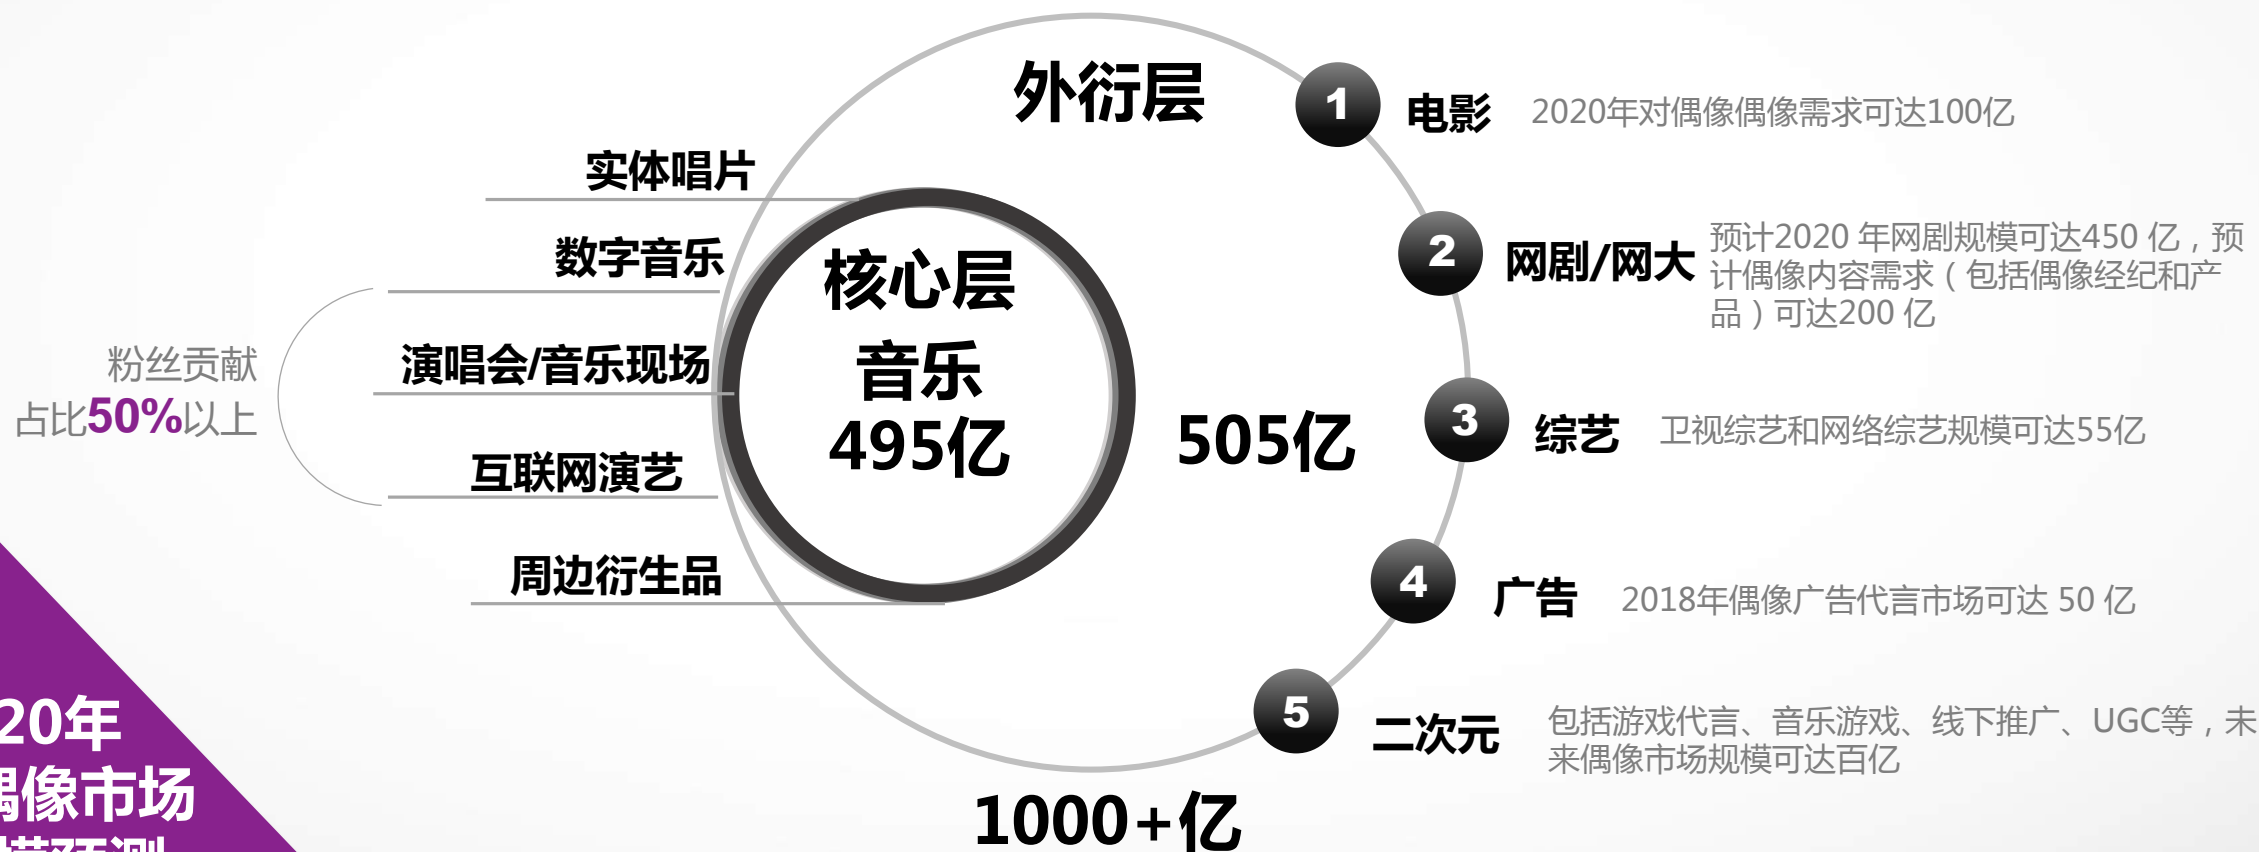 外衍层
实体唱片
数字音乐
演唱会/音乐现场
互联网演艺
周边衍生品
粉丝贡献
占比50%以上
核心层
音乐
495亿
505亿
1000+亿
1
电影
2020年对偶像偶像需求可达100亿
2
网剧/网大
预计2020 年网剧规模可达450 亿，预
计偶像内容需求（包括偶像经纪和产
品）可达200 亿
3
综艺
卫视综艺和网络综艺规模可达55亿
4
广告
2018年偶像广告代言市场可达 50 亿
5
二次元
包括游戏代言、音乐游戏、线下推广、UGC等，未
来偶像市场规模可达百亿
20年
偶像市场
模预测